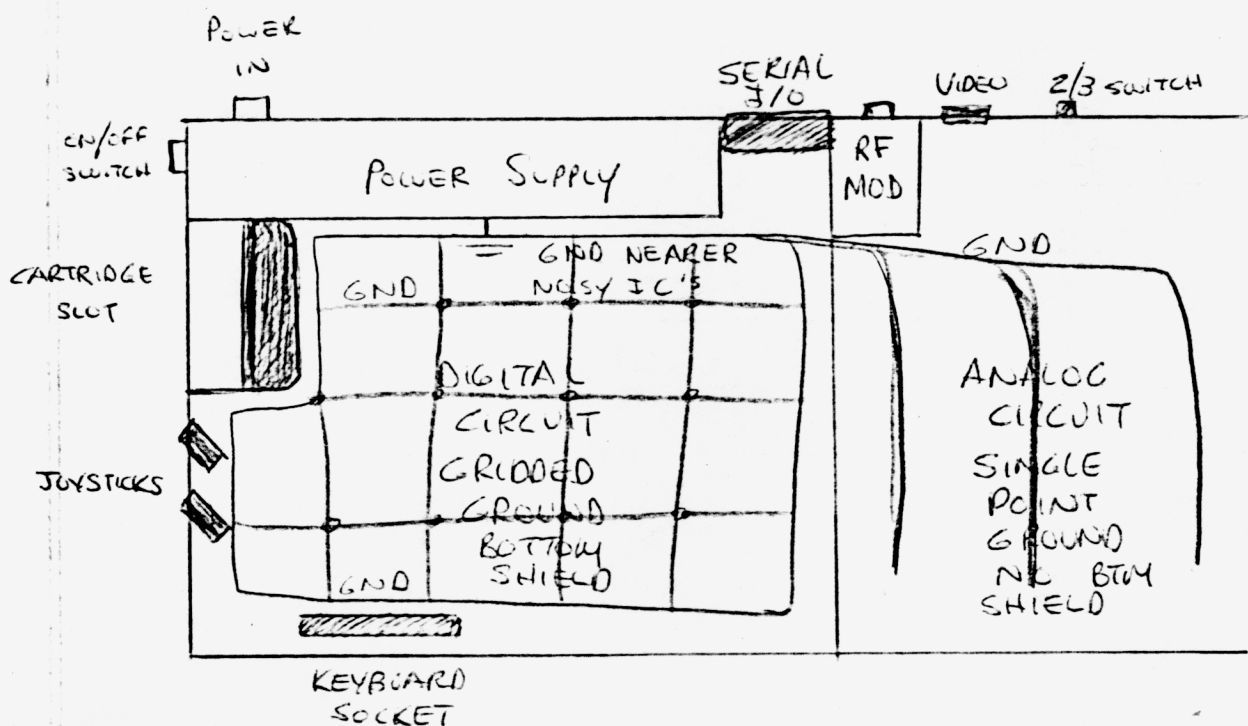 POWER
IN
SERIAL
I/O
VIDEO
2/3 SWITCH
ON/OFF
SWITCH
POWER SUPPLY
RF
MOD
GND
GND NEARER
NOISY IC'S
GND
CARTRIDGE
SLOT
DIGITAL
CIRCUIT
GRIDDED
GROUND
BOTTOM
SHIELD
ANALOG
CIRCUIT
SINGLE
POINT
GROUND
NO BTM
SHIELD
JOYSTICKS
GND
KEYBOARD
SOCKET